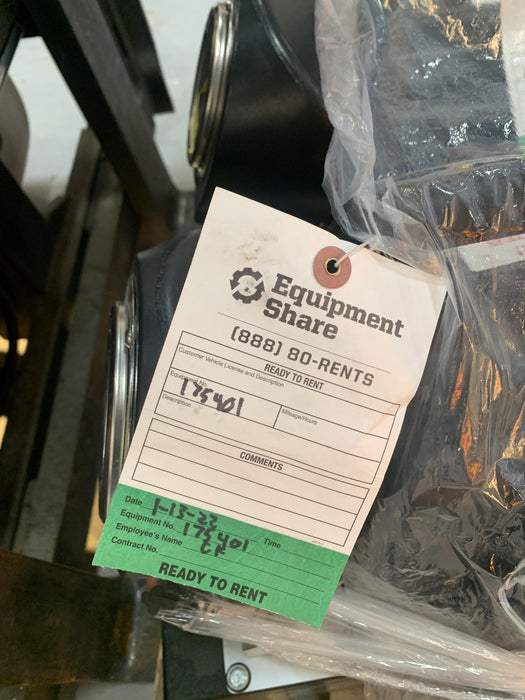 Equipment
Share
(888) 80-RENTS
READY TO RENT
Customer Vehicle License and Description
Equipment No.
175401
Mileage/Hours
Description
COMMENTS
Date 1-13-22
Equipment No. 175401 Time
Employee's Name CH
Contract No.
READY TO RENT